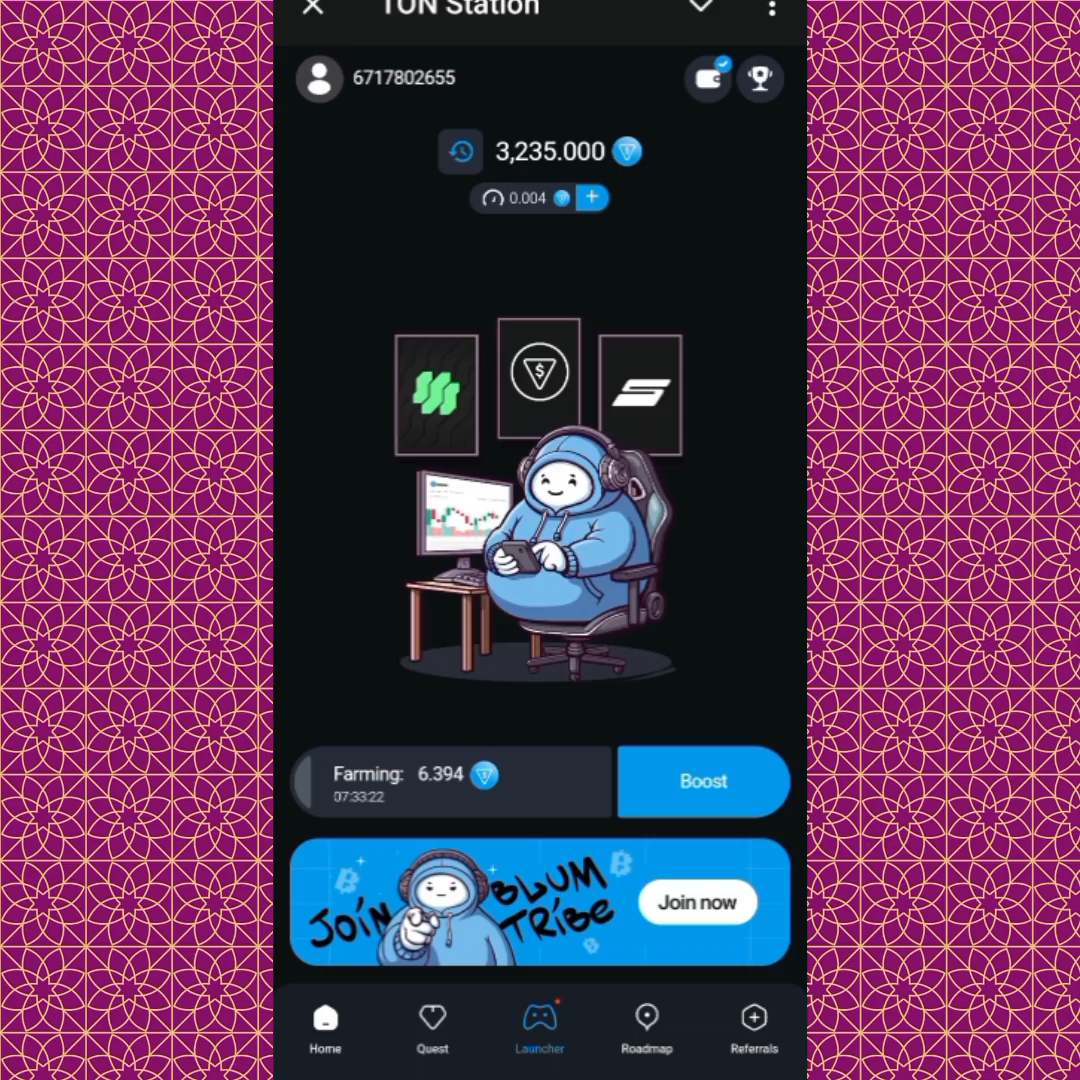 TON Station
6717802655
3,235.000
0.004
$
Farming: 6.394
07:33:22
Boost
JOIN BLUM TRIBE
Join now
Home
Quest
Launcher
Roadmap
Referrals